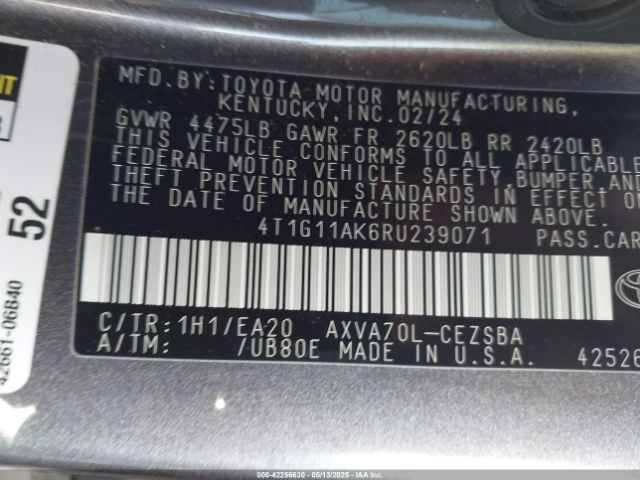 MFD.BY:TOYOTA MOTOR MANUFACTURING,
KENTUCKY, INC.02/24
GVWR 4475LB GAWR FR 2620LB RR 2420LB
THIS VEHICLE CONFORMS TO ALL APPLICABLE
FEDERAL MOTOR VEHICLE SAFETY,BUMPER,AND
THEFT PREVENTION STANDARDS IN EFFECT ON
THE DATE OF MANUFACTURE SHOWN ABOVE.
4T1G11AK6RU239071 PASS.CAR
C/TR:1H1/EA20 AXVA70L-CEZSBA
A/TM: /UB80E MADE IN U.S.A.
42526
52
42661-06B40
000 - 42256630 - 05/13/2025 - IAAI.COM